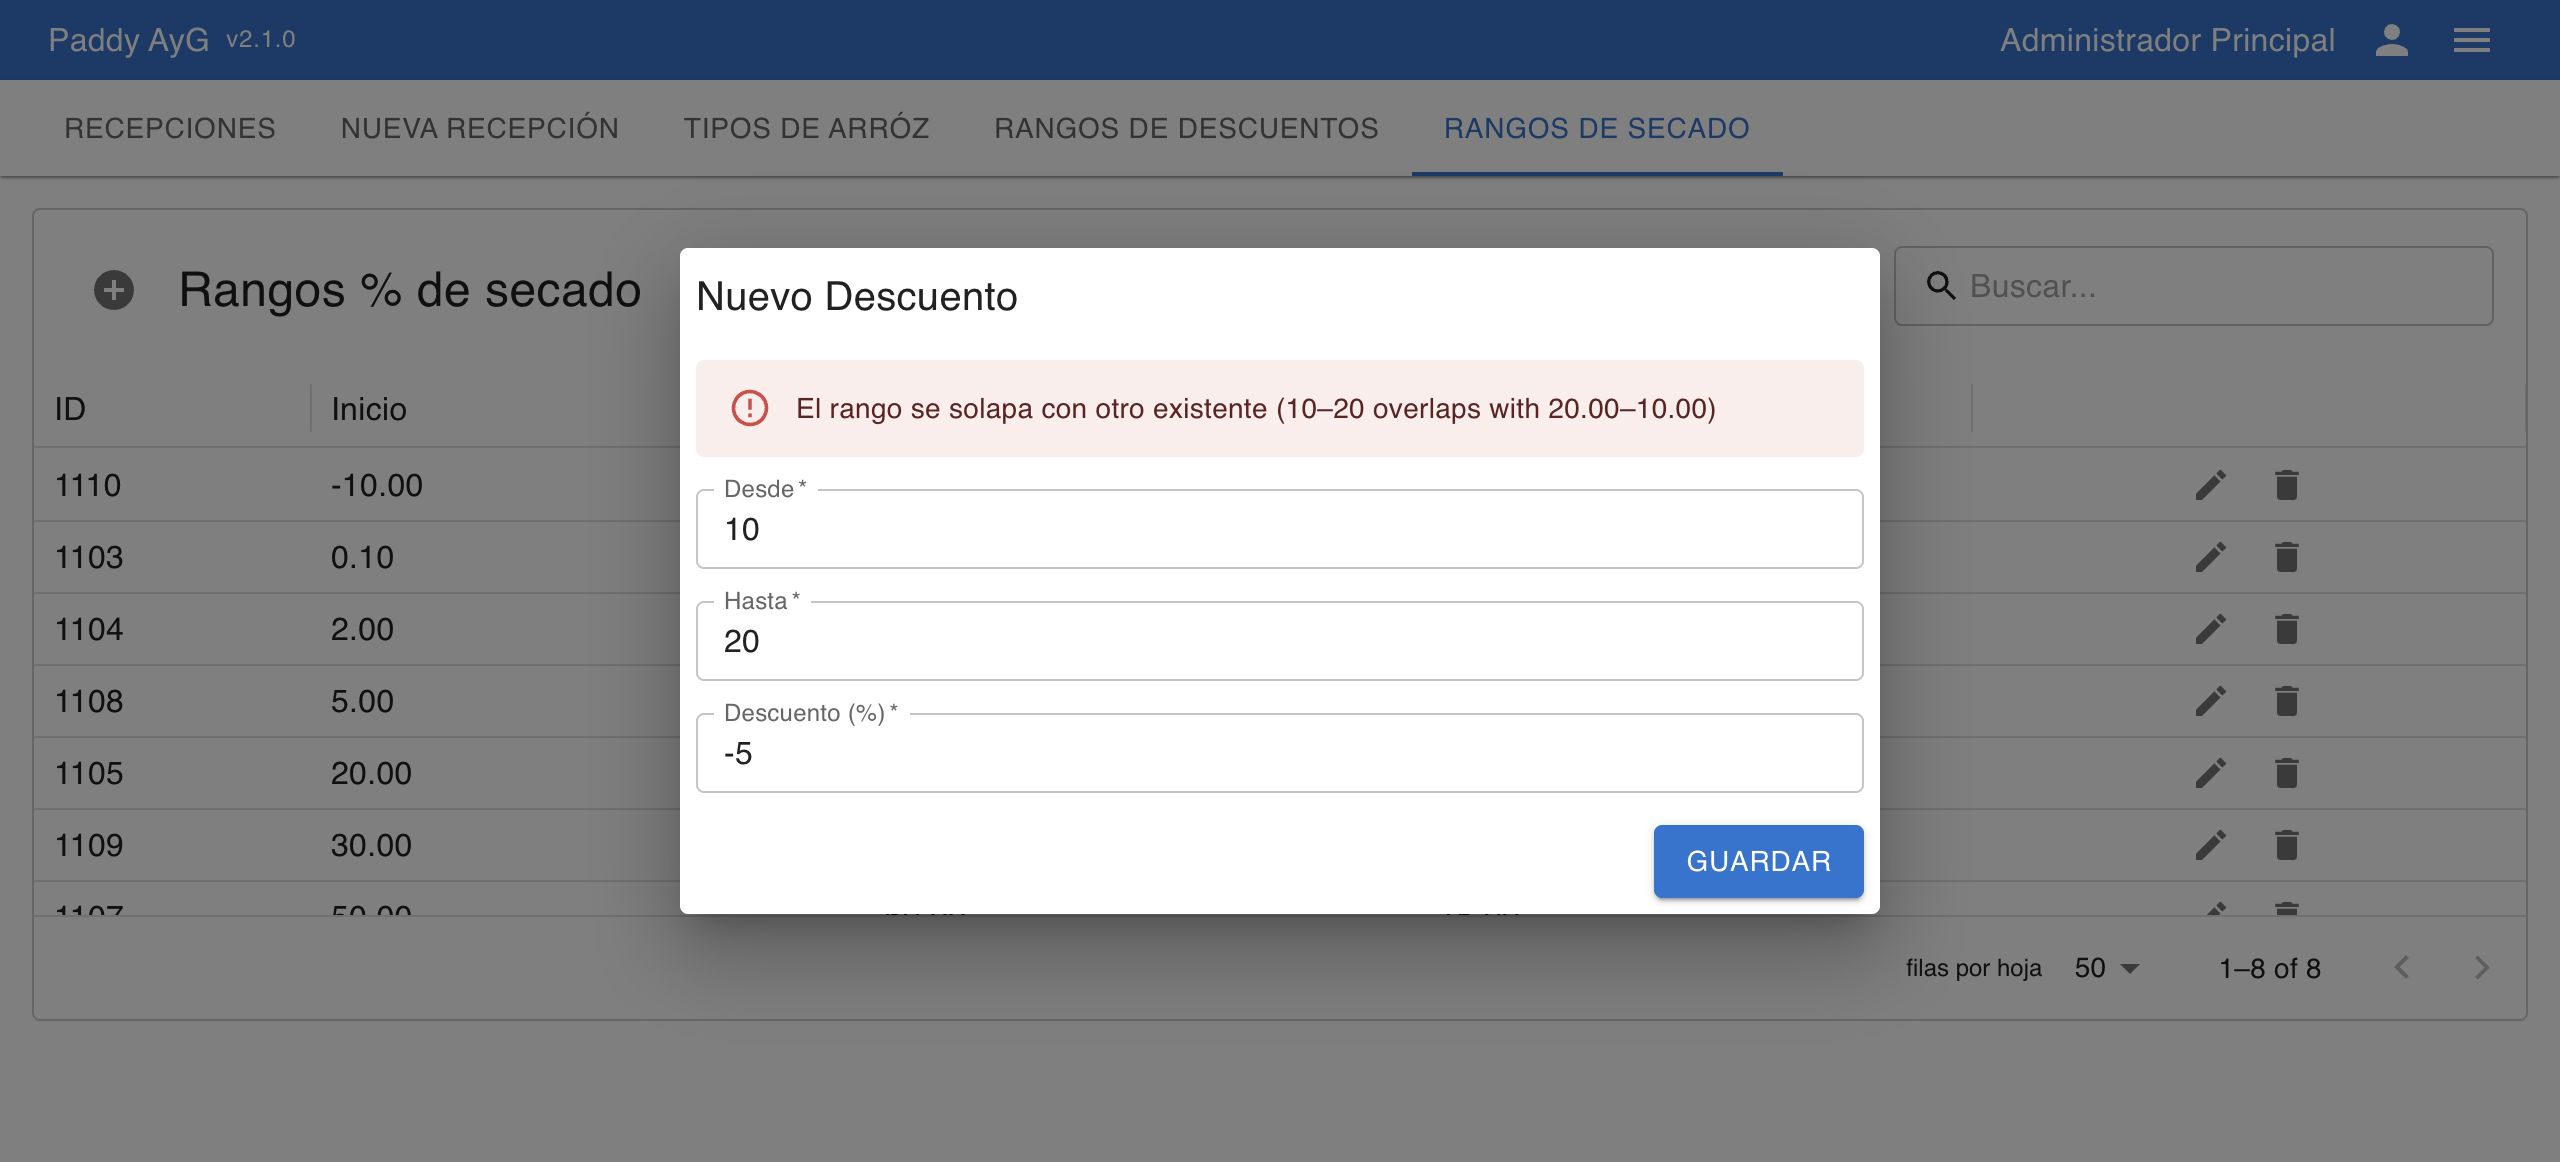 Paddy AyG v2.1.0
Administrador Principal
RECEPCIONES
NUEVA RECEPCIÓN
TIPOS DE ARRÓZ
RANGOS DE DESCUENTOS
RANGOS DE SECADO
Rangos % de secado
Buscar...
Nuevo Descuento
El rango se solapa con otro existente (10–20 overlaps with 20.00–10.00)
Desde *
10
Hasta *
20
Descuento (%) *
-5
GUARDAR
ID Inicio
1110 -10.00
1103 0.10
1104 2.00
1108 5.00
1105 20.00
1109 30.00
1107 50.00
filas por hoja 50 1–8 of 8